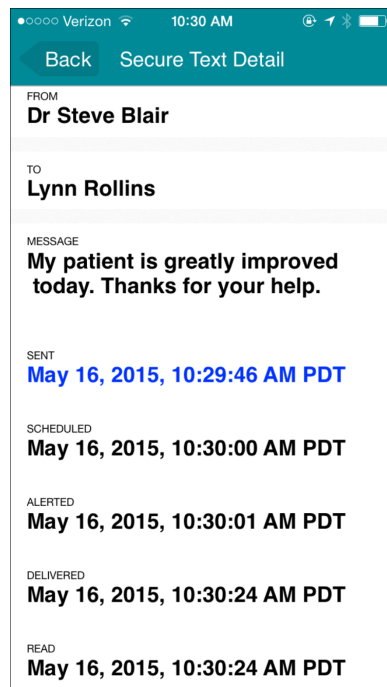 Verizon 10:30 AM
Back Secure Text Detail
FROM
Dr Steve Blair
TO
Lynn Rollins
MESSAGE
My patient is greatly improved
today. Thanks for your help.
SENT
May 16, 2015, 10:29:46 AM PDT
SCHEDULED
May 16, 2015, 10:30:00 AM PDT
ALERTED
May 16, 2015, 10:30:01 AM PDT
DELIVERED
May 16, 2015, 10:30:24 AM PDT
READ
May 16, 2015, 10:30:24 AM PDT